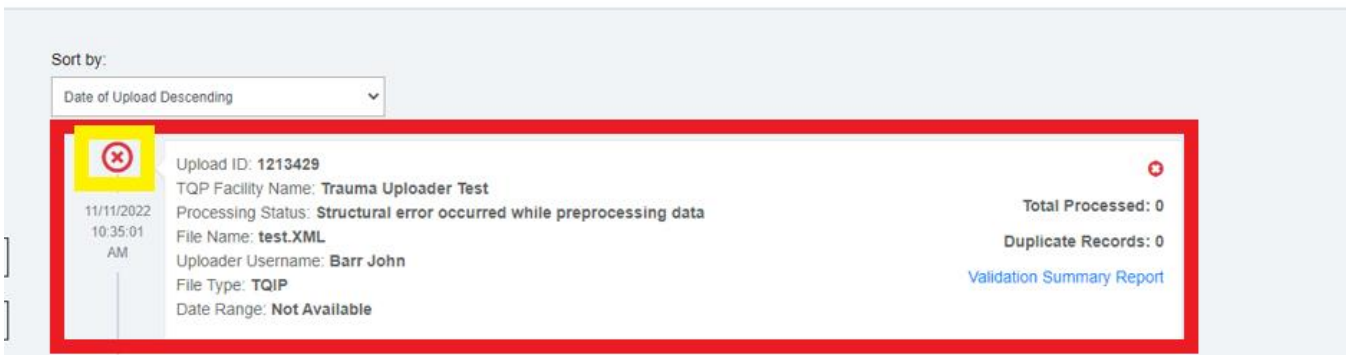 Sort by:
Date of Upload Descending
11/11/2022
10:35:01
AM
Upload ID: 1213429
TQP Facility Name: Trauma Uploader Test
Processing Status: Structural error occurred while preprocessing data
File Name: test.XML
Uploader Username: Barr John
File Type: TQIP
Date Range: Not Available
Total Processed: 0
Duplicate Records: 0
Validation Summary Report